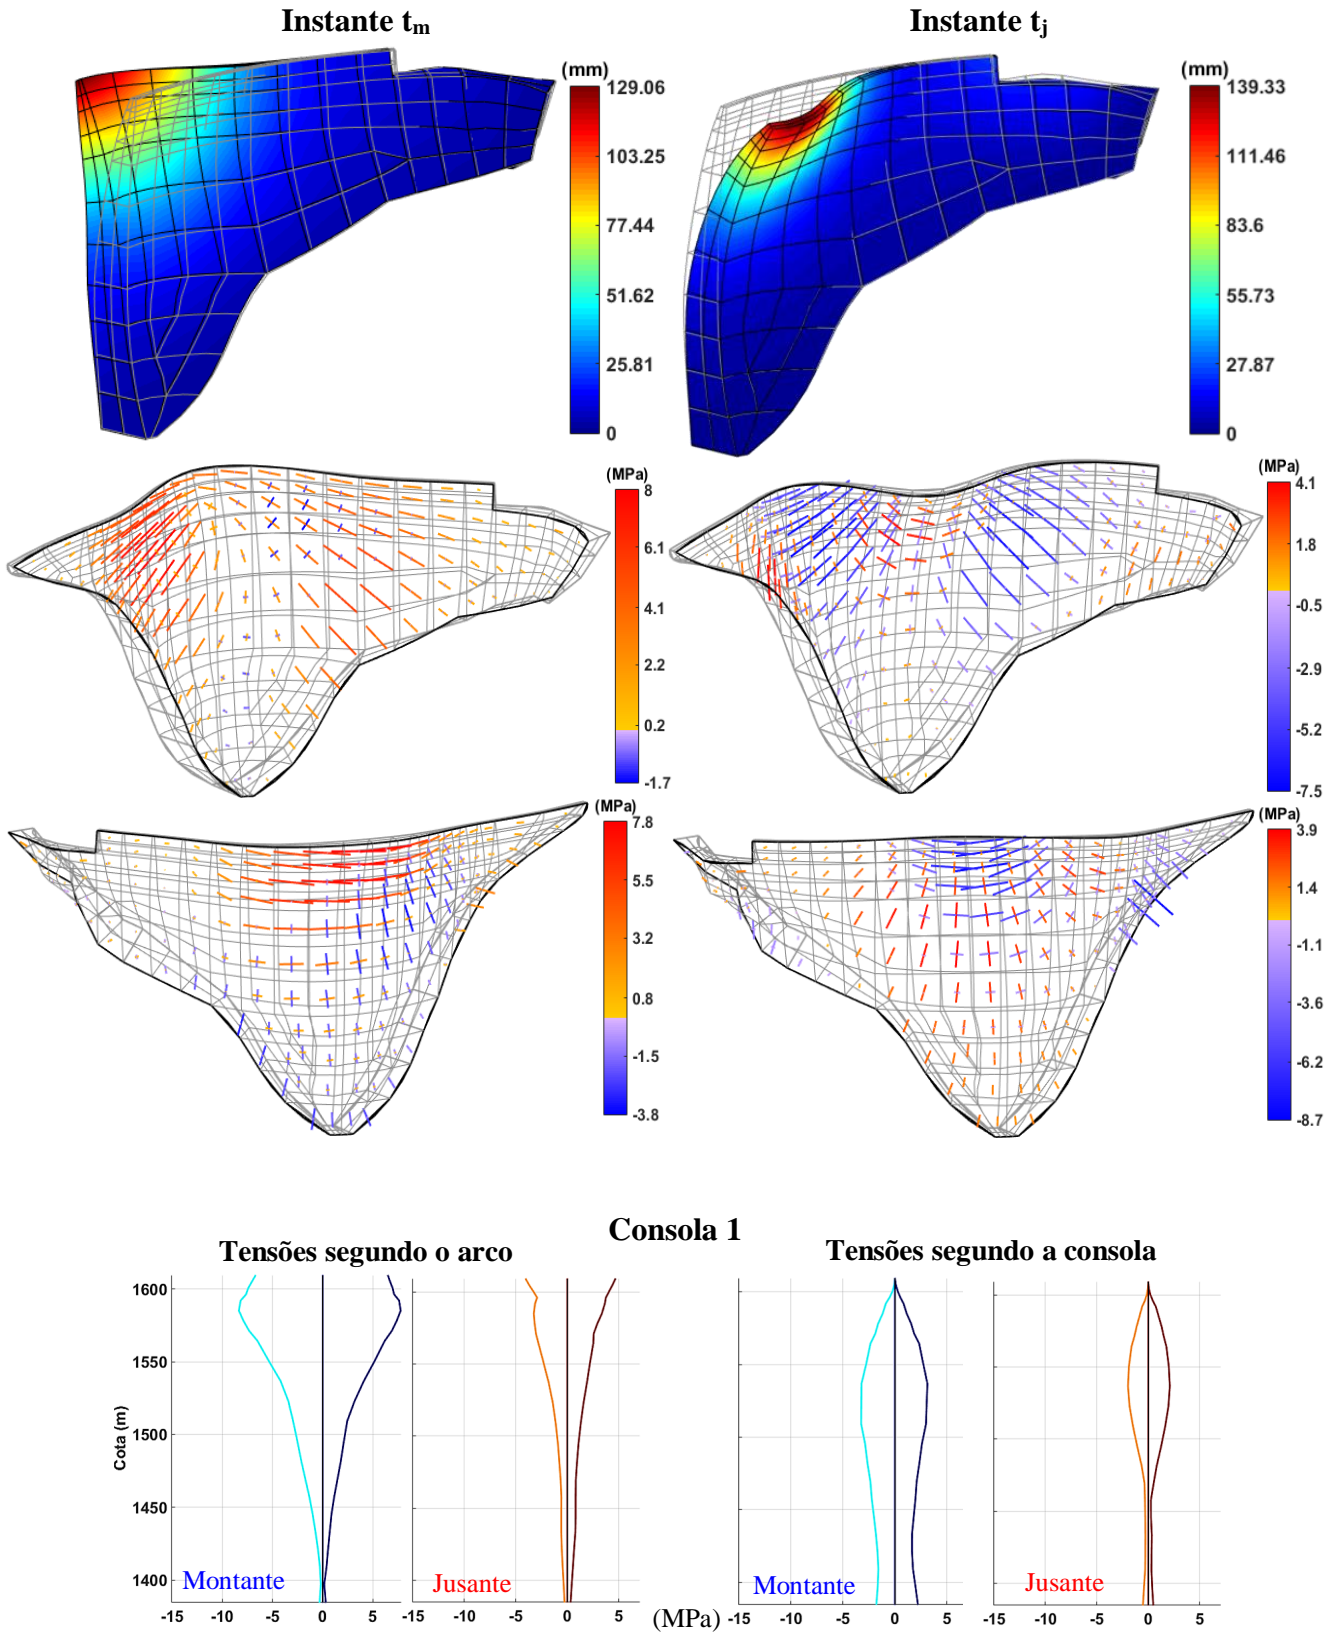 Instante tm
Instante tj
(mm)
129.06
103.25
77.44
51.62
25.81
0
(mm)
139.33
111.46
83.6
55.73
27.87
0
(MPa)
8
6.1
4.1
2.2
0.2
-1.7
(MPa)
4.1
1.8
-0.5
-2.9
-5.2
-7.5
(MPa)
7.8
5.5
3.2
0.8
-1.5
-3.8
(MPa)
3.9
1.4
-1.1
-3.6
-6.2
-8.7
Consola 1
Tensões segundo o arco
Tensões segundo a consola
Cota (m)
1600
1550
1500
1450
1400
Montante
Jusante
Montante
Jusante
-15 -10 -5 0 5
-15 -10 -5 0 5
(MPa)
-15 -10 -5 0 5
-15 -10 -5 0 5